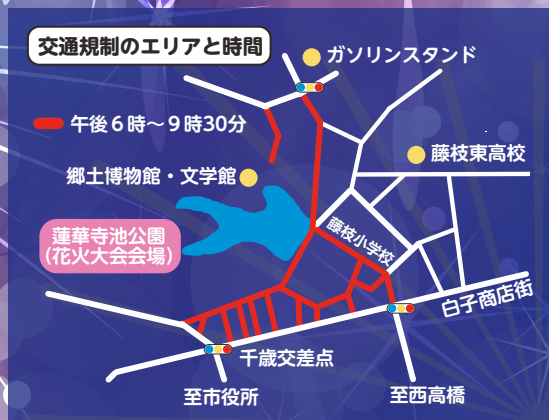 交通規制のエリアと時間
ガソリンスタンド
午後6時〜9時30分
藤枝東高校
郷土博物館・文学館
蓮華寺池公園
(花火大会会場)
藤枝小学校
白子商店街
千歳交差点
至市役所
至西高橋